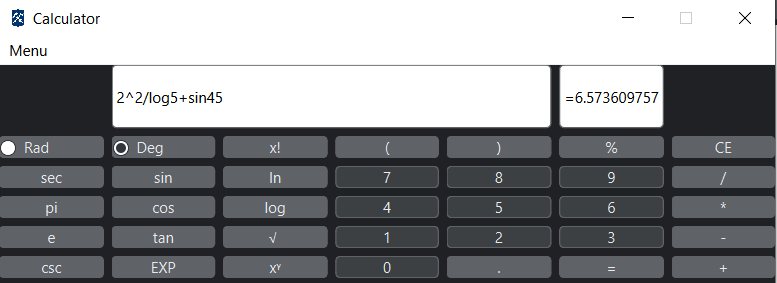 Calculator
Menu
2^2/log5+sin45 =6.573609757
Rad Deg x! ( ) % CE
sec sin ln 7 8 9 /
pi cos log 4 5 6 *
e tan √ 1 2 3 -
csc EXP xʸ 0 . = +